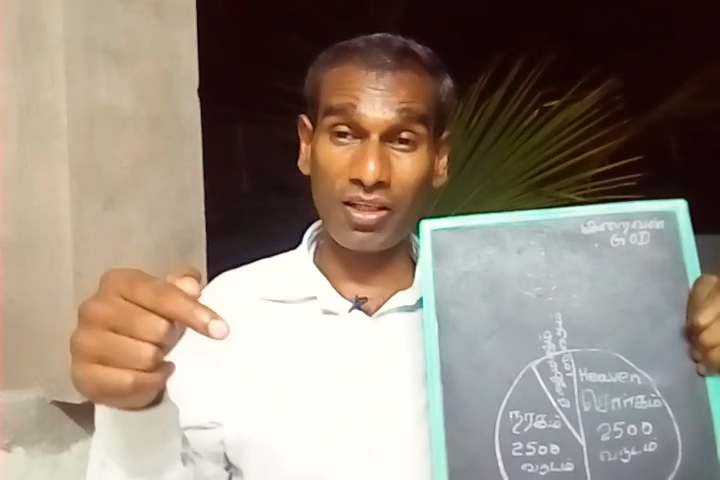 இறைவன்
GOD
Heaven
சொர்கம்
2500
வருடம்
நரகம்
2500
வருடம்